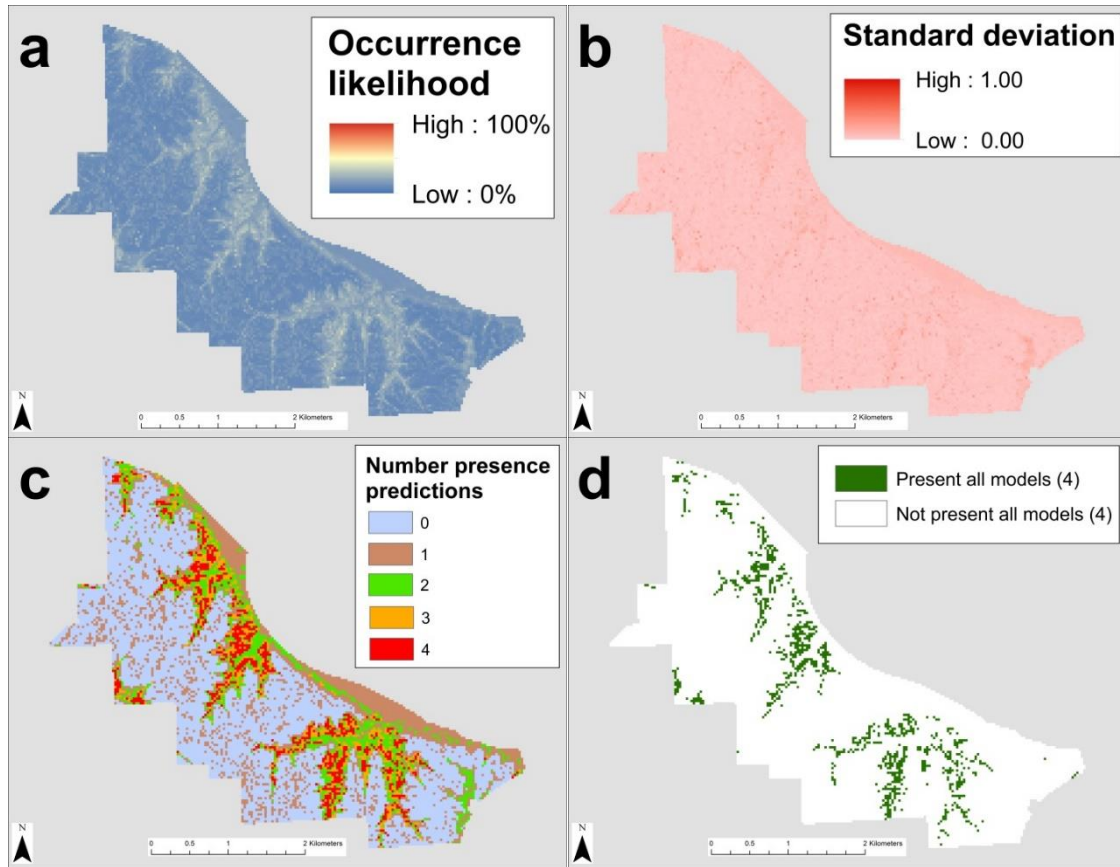 a
Occurrence
likelihood
High : 100%
Low : 0%
N
0 0.5 1 2 Kilometers
b
Standard deviation
High : 1.00
Low : 0.00
N
0 0.5 1 2 Kilometers
c
Number presence
predictions
0
1
2
3
4
N
0 0.5 1 2 Kilometers
d
Present all models (4)
Not present all models (4)
N
0 0.5 1 2 Kilometers